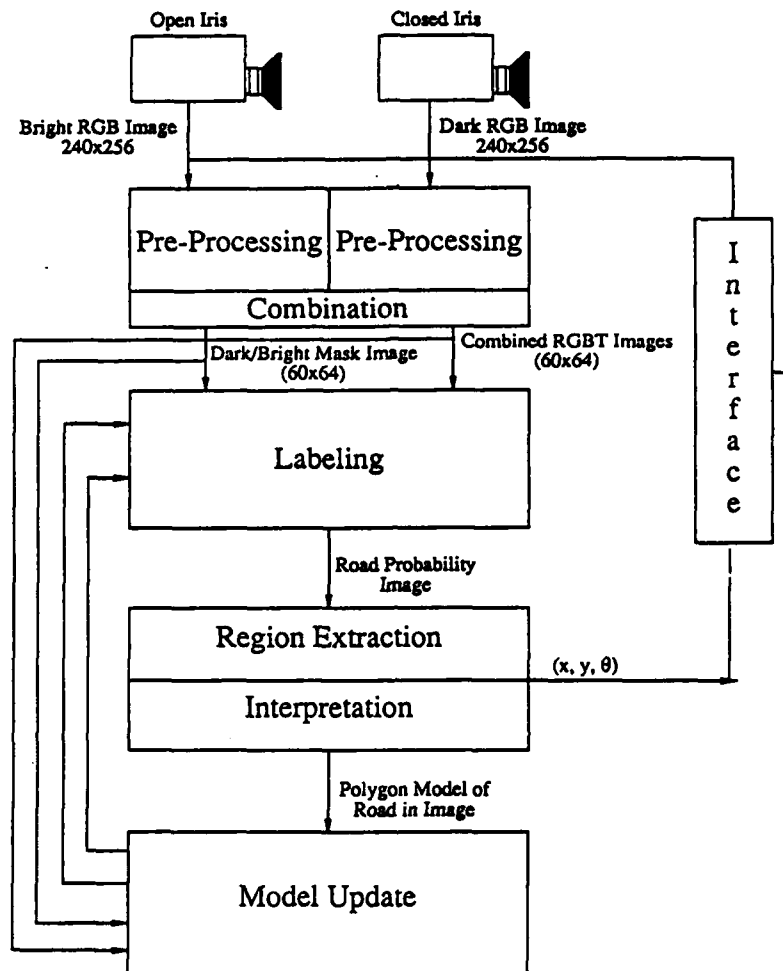 Open Iris
Closed Iris
Bright RGB Image
240x256
Dark RGB Image
240x256
Pre-Processing
Pre-Processing
Combination
Dark/Bright Mask Image
(60x64)
Combined RGBT Images
(60x64)
Interface
Labeling
Road Probability
Image
Region Extraction
(x, y, θ)
Interpretation
Polygon Model of
Road in Image
Model Update